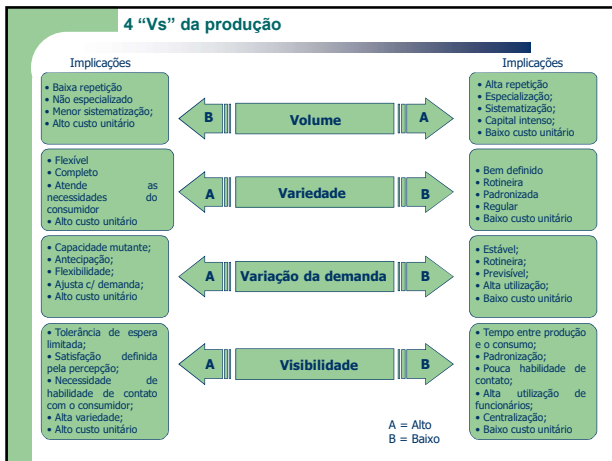 4 “Vs” da produção
Implicações
Implicações
• Baixa repetição
• Não especializado
• Menor sistematização;
• Alto custo unitário
B
Volume
A
• Alta repetição
• Especialização;
• Sistematização;
• Capital intenso;
• Baixo custo unitário
• Flexível
• Completo
• Atende as
necessidades do
consumidor
• Alto custo unitário
A
Variedade
B
• Bem definido
• Rotineira
• Padronizada
• Regular
• Baixo custo unitário
• Capacidade mutante;
• Antecipação;
• Flexibilidade;
• Ajusta c/ demanda;
• Alto custo unitário
A
Variação da demanda
B
• Estável;
• Rotineira;
• Previsível;
• Alta utilização;
• Baixo custo unitário
• Tolerância de espera
limitada;
• Satisfação definida
pela percepção;
• Necessidade de
habilidade de contato
com o consumidor;
• Alta variedade;
• Alto custo unitário
A
Visibilidade
B
• Tempo entre produção
e o consumo;
• Padronização;
• Pouca habilidade de
contato;
• Alta utilização de
funcionários;
• Centralização;
• Baixo custo unitário
A = Alto
B = Baixo